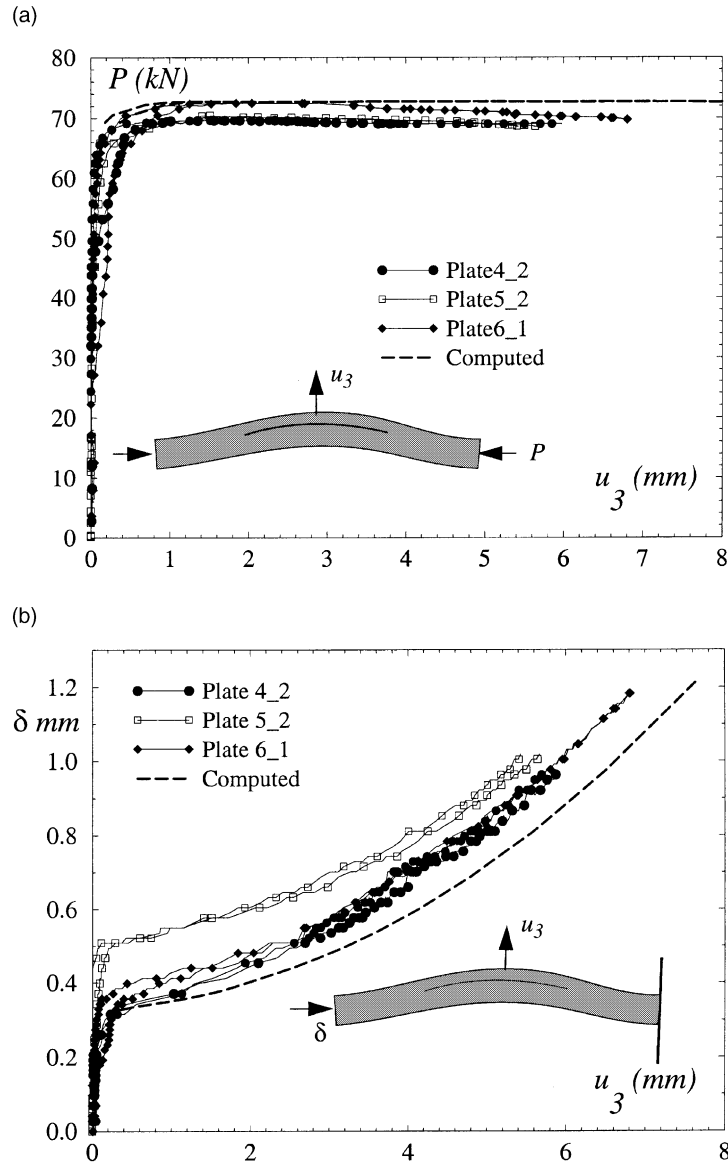 (a)
P (kN)
80
70
60
50
40
30
20
10
0
Plate4_2
Plate5_2
Plate6_1
Computed
u3
P
u3 (mm)
0 1 2 3 4 5 6 7 8
(b)
δ mm
1.2
1.0
0.8
0.6
0.4
0.2
0.0
Plate 4_2
Plate 5_2
Plate 6_1
Computed
u3
δ
u3 (mm)
0 2 4 6 8